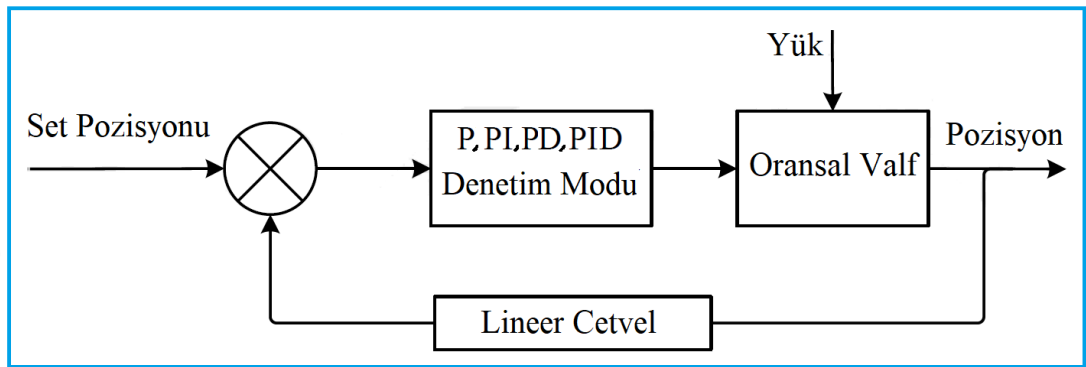 Yük
Set Pozisyonu
P, PI,PD,PID
Denetim Modu
Oransal Valf
Pozisyon
Lineer Cetvel